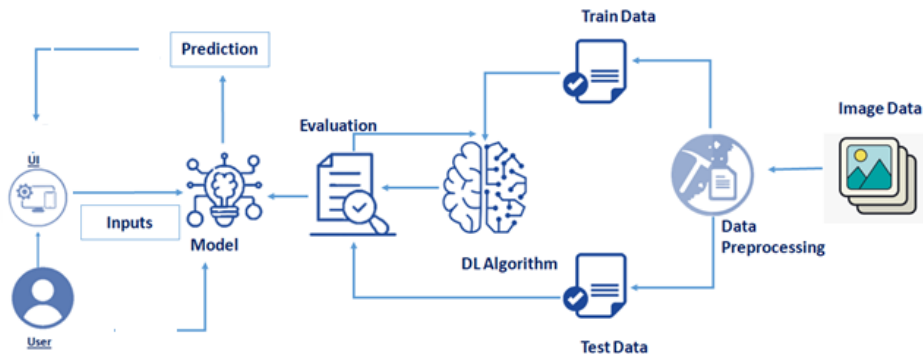 Train Data
Prediction
Image Data
Evaluation
UI
Inputs
Model
DL Algorithm
Data
Preprocessing
User
Test Data